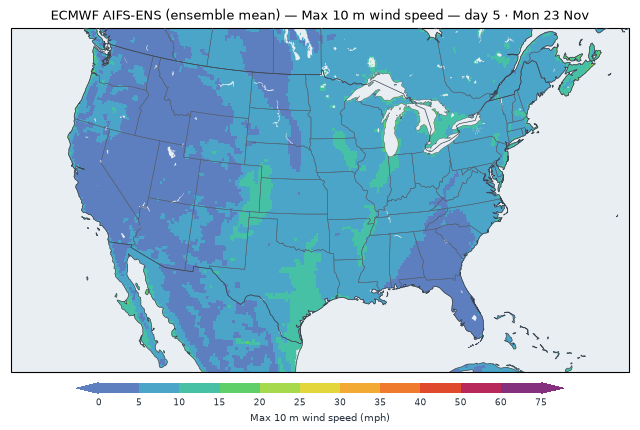 ECMWF AIFS-ENS (ensemble mean) — Max 10 m wind speed — day 5 · Mon 23 Nov
0 5 10 15 20 25 30 35 40 50 60 75
Max 10 m wind speed (mph)